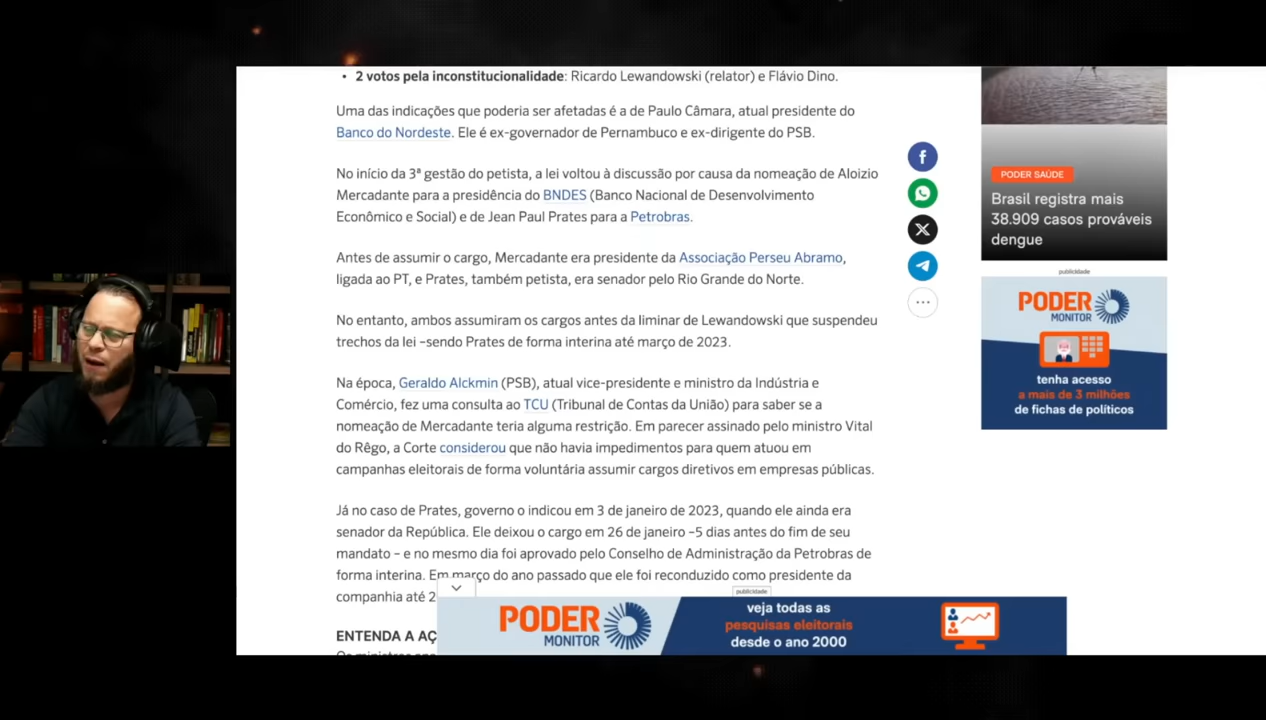 • 2 votos pela inconstitucionalidade: Ricardo Lewandowski (relator) e Flávio Dino.
Uma das indicações que poderia ser afetadas é a de Paulo Câmara, atual presidente do
Banco do Nordeste. Ele é ex-governador de Pernambuco e ex-dirigente do PSB.
No início da 3ª gestão do petista, a lei voltou à discussão por causa da nomeação de Aloizio
Mercadante para a presidência do BNDES (Banco Nacional de Desenvolvimento
Econômico e Social) e de Jean Paul Prates para a Petrobras.
Antes de assumir o cargo, Mercadante era presidente da Associação Perseu Abramo,
ligada ao PT, e Prates, também petista, era senador pelo Rio Grande do Norte.
No entanto, ambos assumiram os cargos antes da liminar de Lewandowski que suspendeu
trechos da lei –sendo Prates de forma interina até março de 2023.
Na época, Geraldo Alckmin (PSB), atual vice-presidente e ministro da Indústria e
Comércio, fez uma consulta ao TCU (Tribunal de Contas da União) para saber se a
nomeação de Mercadante teria alguma restrição. Em parecer assinado pelo ministro Vital
do Rêgo, a Corte considerou que não havia impedimentos para quem atuou em
campanhas eleitorais de forma voluntária assumir cargos diretivos em empresas públicas.
Já no caso de Prates, governo o indicou em 3 de janeiro de 2023, quando ele ainda era
senador da República. Ele deixou o cargo em 26 de janeiro –5 dias antes do fim de seu
mandato – e no mesmo dia foi aprovado pelo Conselho de Administração da Petrobras de
forma interina. Em março do ano passado que ele foi reconduzido como presidente da
companhia até 2
ENTENDA A AÇ
PODER SAÚDE
Brasil registra mais
38.909 casos prováveis
dengue
publicidade
PODER
MONITOR
tenha acesso
a mais de 3 milhões
de fichas de políticos
publicidade
PODER
MONITOR
veja todas as
pesquisas eleitorais
desde o ano 2000